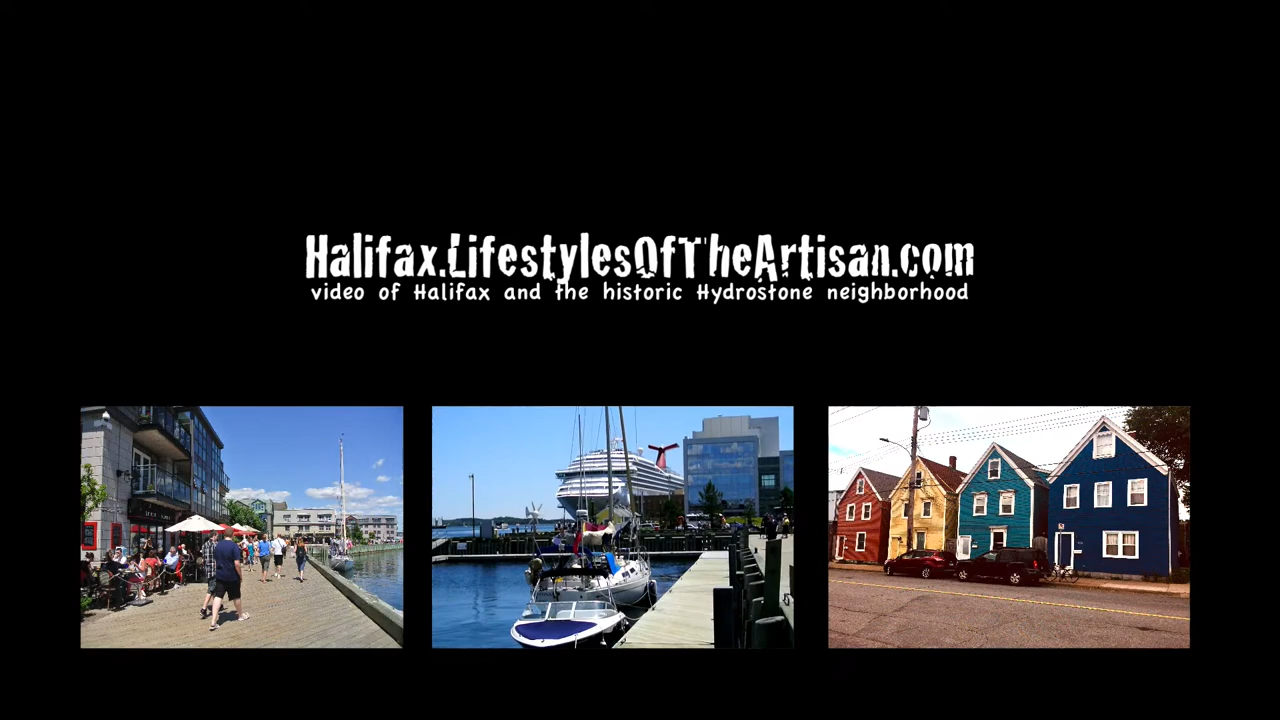 Halifax.LifestylesOfTheArtisan.com
video of Halifax and the historic Hydrostone neighborhood